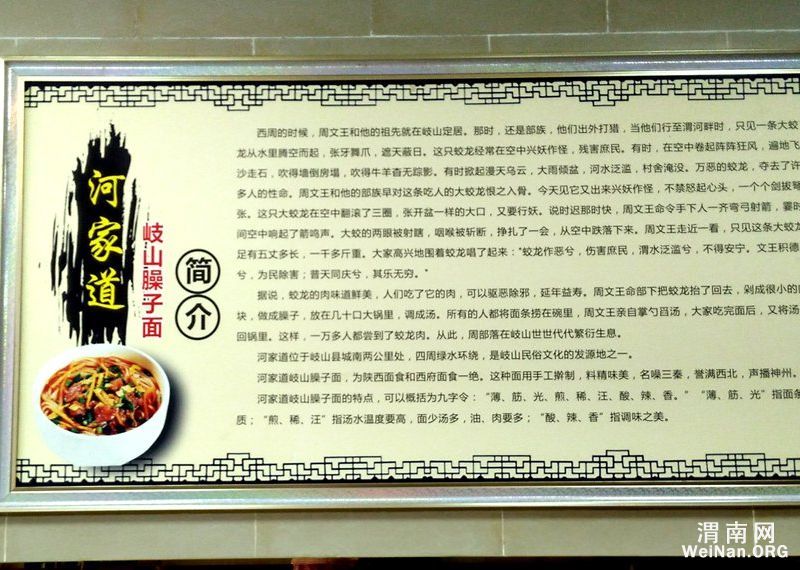 河家道
岐山臊子面
简介
西周的时候，周文王和他的祖先就在岐山定居。那时，还是部族，他们出外打猎，当他们行至渭河畔时，只见一条大蛟
龙从水里腾空而起，张牙舞爪，遮天蔽日。这只蛟龙经常在空中兴妖作怪，残害庶民。有时，在空中卷起阵阵狂风，遍地飞
沙走石，吹得墙倒房塌，吹得牛羊杳无踪影。有时掀起漫天乌云，大雨倾盆，河水泛滥，村舍淹没。万恶的蛟龙，夺去了许
多人的性命。周文王和他的部族早对这条吃人的大蛟龙恨之入骨。今天见它又出来兴妖作怪，不禁怒起心头，一个个剑拔弩
张。这只大蛟龙在空中翻滚了三圈，张开盆一样的大口，又要行妖。说时迟那时快，周文王命令手下人一齐弯弓射箭，霎时
间空中响起了箭鸣声。大蛟的两眼被射瞎，咽喉被斩断，挣扎了一会，从空中跌落下来。周文王走近一看，只见这条大蛟龙
足有五丈多长，一千多斤重。大家高兴地围着蛟龙唱了起来：“蛟龙作恶兮，伤害庶民，渭水泛滥兮，不得安宁。文王积德
兮，为民除害；普天同庆兮，其乐无穷。”
据说，蛟龙的肉味道鲜美，人们吃了它的肉，可以驱恶除邪，延年益寿。周文王命部下把蛟龙抬了回去，剁成很小的
块，做成臊子，放在几十口大锅里，调成汤。所有的人都将面条捞在碗里，周文王亲自掌勺舀汤，大家吃完面后，又将汤
回锅里。这样，一万多人都尝到了蛟龙肉。从此，周部落在岐山世世代代繁衍生息。
河家道位于岐山县城南两公里处，四周绿水环绕，是岐山民俗文化的发源地之一。
河家道岐山臊子面，为陕西面食和西府面食一绝。这种面用手工擀制，料精味美，名噪三秦，誉满西北，声播神州。
河家道岐山臊子面的特点，可以概括为九字令：“薄、筋、光、煎、稀、汪、酸、辣、香。”“薄、筋、光”指面条
质；“煎、稀、汪”指汤水温度要高，面少汤多，油、肉要多；“酸、辣、香”指调味之美。
渭南网
WeiNan.ORG